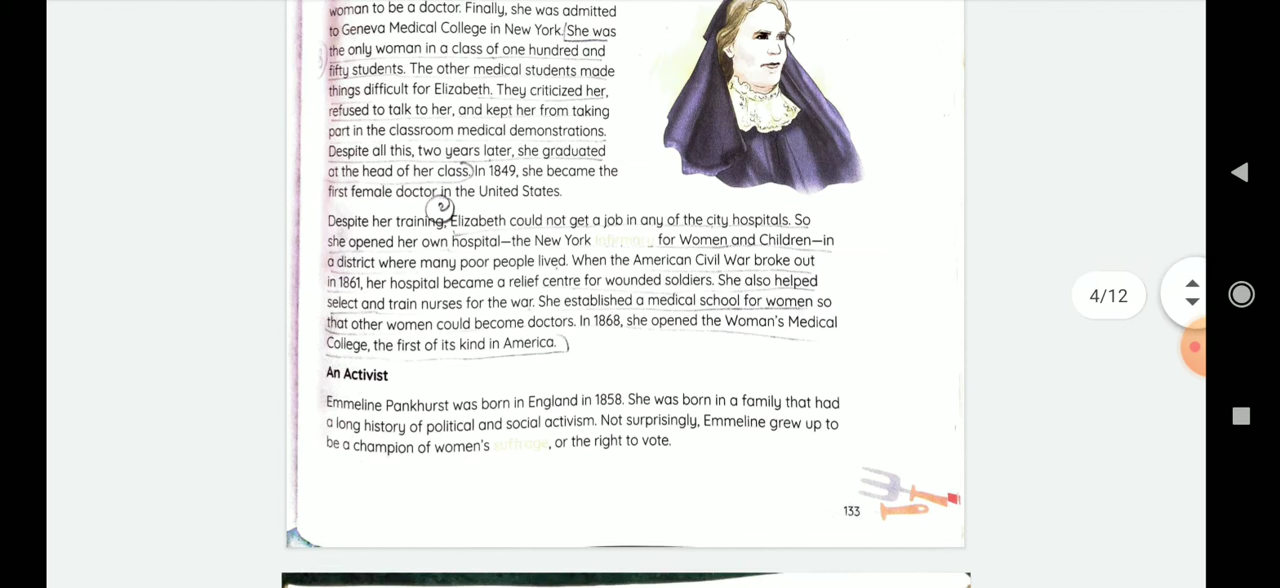 woman to be a doctor. Finally, she was admitted
to Geneva Medical College in New York. She was
the only woman in a class of one hundred and
fifty students. The other medical students made
things difficult for Elizabeth. They criticized her,
refused to talk to her, and kept her from taking
part in the classroom medical demonstrations.
Despite all this, two years later, she graduated
at the head of her class. In 1849, she became the
first female doctor in the United States.
2
Despite her training, Elizabeth could not get a job in any of the city hospitals. So
she opened her own hospital—the New York infirmary for Women and Children—in
a district where many poor people lived. When the American Civil War broke out
in 1861, her hospital became a relief centre for wounded soldiers. She also helped
select and train nurses for the war. She established a medical school for women so
that other women could become doctors. In 1868, she opened the Woman's Medical
College, the first of its kind in America.
An Activist
Emmeline Pankhurst was born in England in 1858. She was born in a family that had
a long history of political and social activism. Not surprisingly, Emmeline grew up to
be a champion of women's suffrage, or the right to vote.
133
4/12